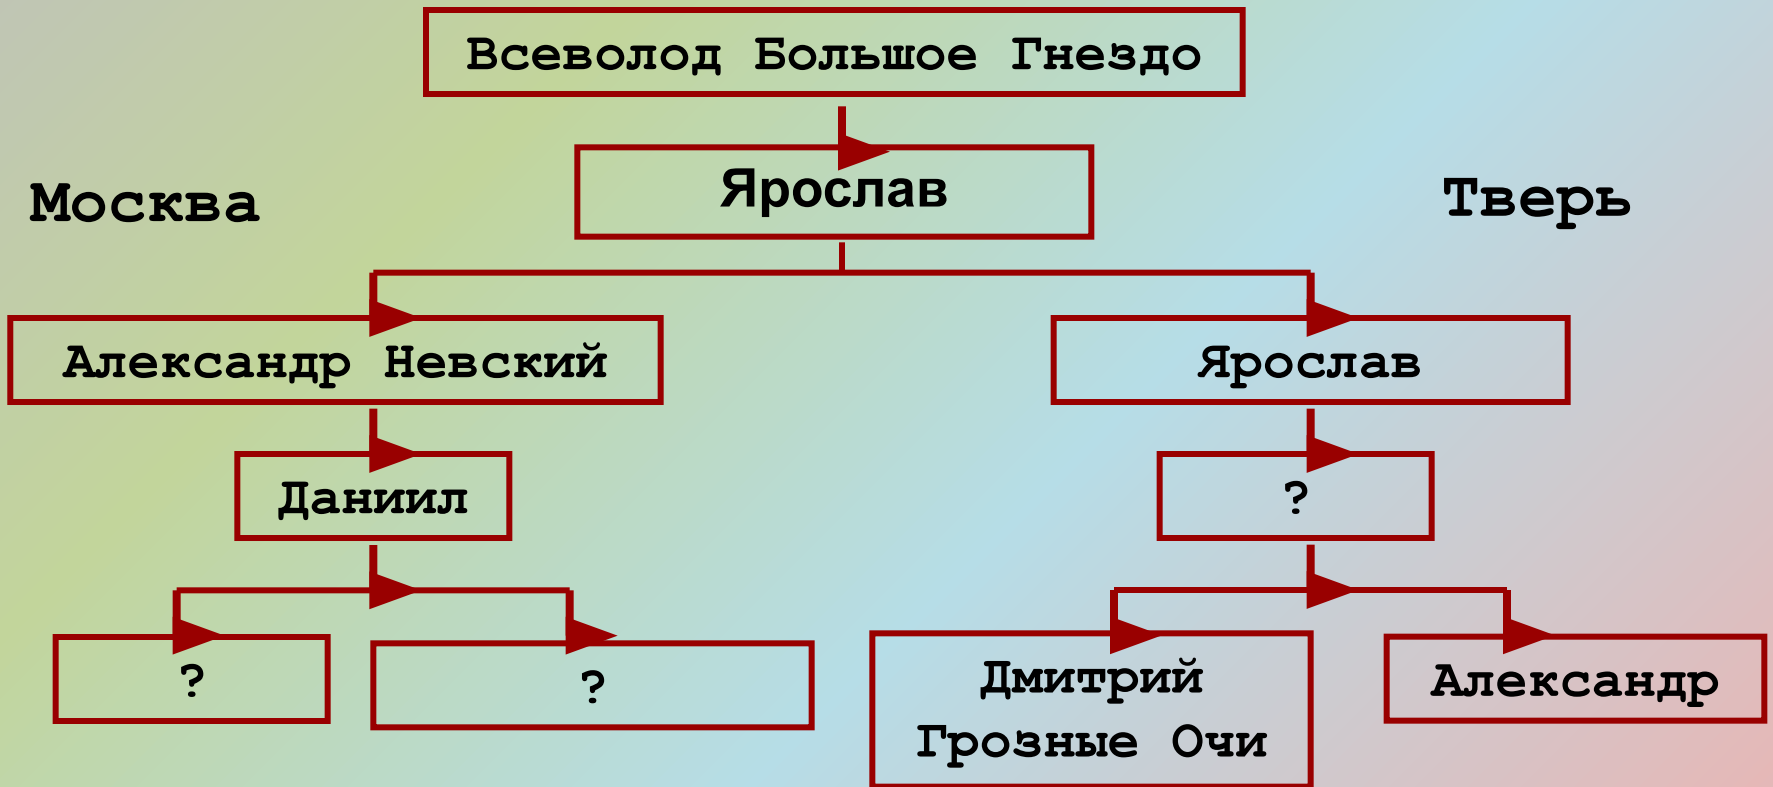 Всеволод Большое Гнездо
Ярослав
Москва
Тверь
Александр Невский
Ярослав
Даниил
?
?
?
Дмитрий
Грозные Очи
Александр